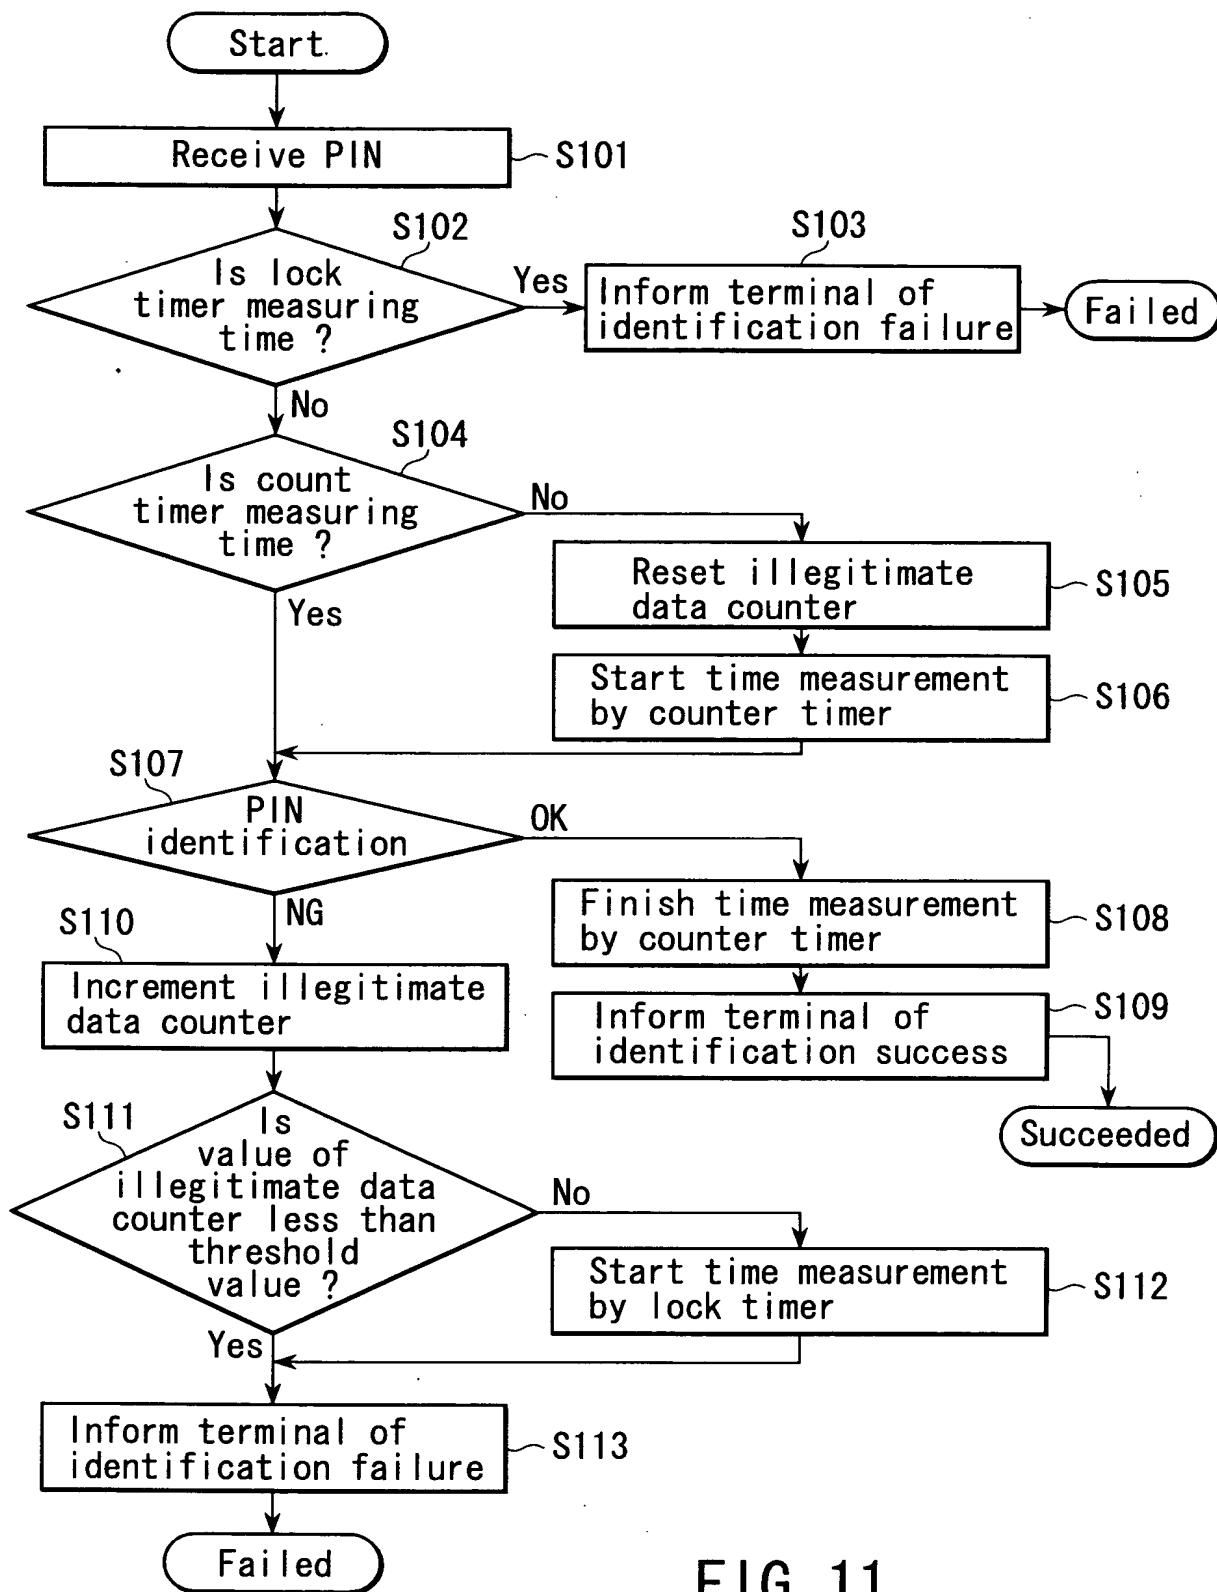 Start
Receive PIN
S101
S102
Is lock
timer measuring
time ?
Yes
S103
Inform terminal of
identification failure
Failed
No
S104
Is count
timer measuring
time ?
No
Yes
Reset illegitimate
data counter
S105
Start time measurement
by counter timer
S106
S107
PIN
identification
OK
NG
Finish time measurement
by counter timer
S108
Inform terminal of
identification success
S109
Succeeded
S110
Increment illegitimate
data counter
S111
Is
value of
illegitimate data
counter less than
threshold
value ?
No
Yes
Start time measurement
by lock timer
S112
Inform terminal of
identification failure
S113
Failed
FIG. 11